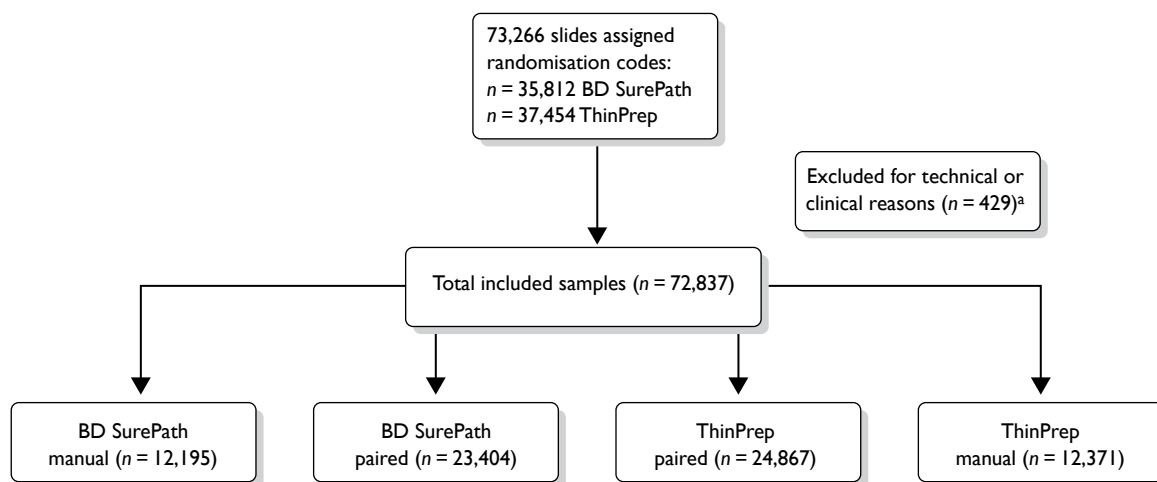 73,266 slides assigned
randomisation codes:
n = 35,812 BD SurePath
n = 37,454 ThinPrep
Excluded for technical or
clinical reasons (n = 429)ᵃ
Total included samples (n = 72,837)
BD SurePath
manual (n = 12,195)
BD SurePath
paired (n = 23,404)
ThinPrep
paired (n = 24,867)
ThinPrep
manual (n = 12,371)